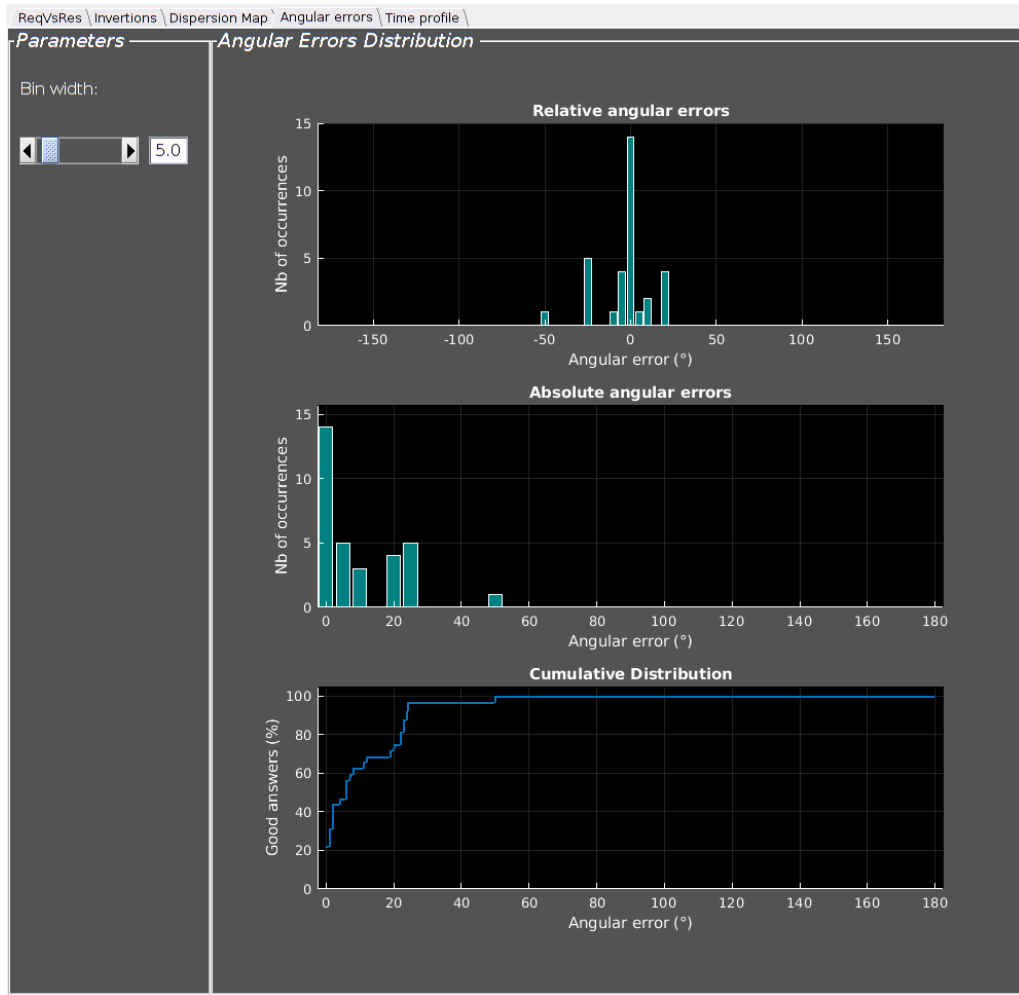 ReqVsRes Invertions Dispersion Map Angular errors Time profile
Parameters
Bin width:
5.0
Angular Errors Distribution
Relative angular errors
15
10
5
0
Nb of occurrences
-150 -100 -50 0 50 100 150
Angular error (°)
Absolute angular errors
15
10
5
0
Nb of occurrences
0 20 40 60 80 100 120 140 160 180
Angular error (°)
Cumulative Distribution
100
80
60
40
20
0
Good answers (%)
0 20 40 60 80 100 120 140 160 180
Angular error (°)